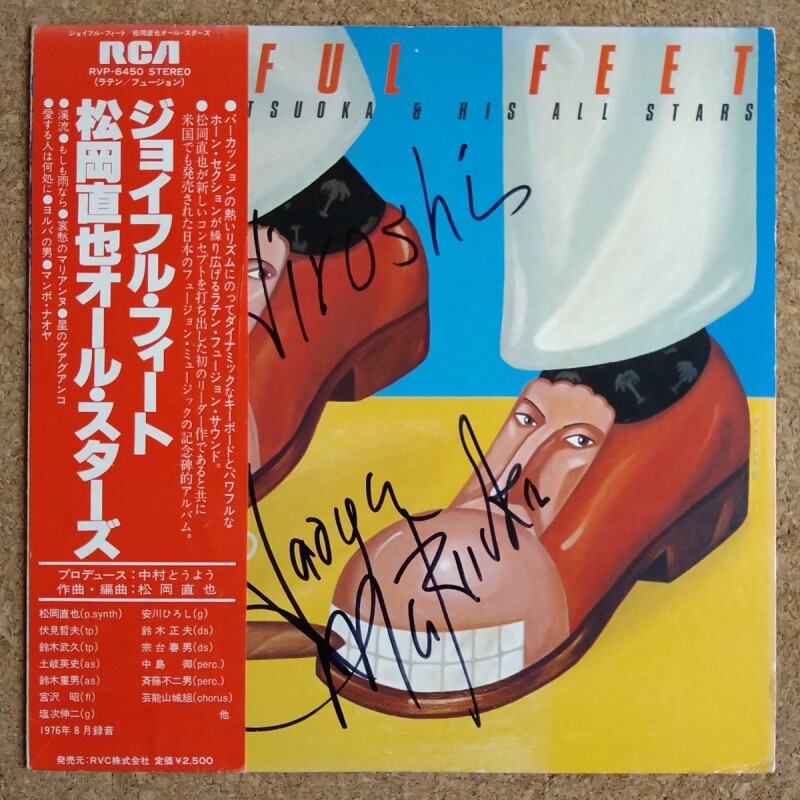 ジョイフル・フィート/松岡直也オール・スターズ
RCA
RVP-6450 STEREO
(ラテン/フュージョン)
ジョイフル・フィート
松岡直也オール・スターズ
●パーカッションの熱いリズムにのってダイナミックなキーボードとパワフルな
ホーン・セクションが繰り広げるラテン・フュージョン・サウンド。
●松岡直也が新しいコンセプトを打ち出した初のリーダー作であると共に
米国でも発売された日本のフュージョン・ミュージックの記念碑的アルバム。
●溪流●もしも雨なら●哀愁のマリアンヌ●星のグアグアンコ
●愛する人は何処に●ヨルバの男●マンボ・ナオヤ
プロデュース:中村とうよう
作曲・編曲:松岡直也
松岡直也(p.synth) 安川ひろし(g)
伏見哲夫(tp) 鈴木正夫(ds)
鈴木武久(tp) 宗台春男(ds)
土岐英史(as) 中島御(perc.)
鈴木重男(as) 斉藤不二男(perc.)
宮沢昭(fl) 芸能山城組(chorus)
塩次伸二(g) 他
1976年8月録音
発売元:RVC株式会社 定価¥2,500
FUL FEET
TSUOKA & HIS ALL STARS
Hiroshi
Naoya
Matsuoka